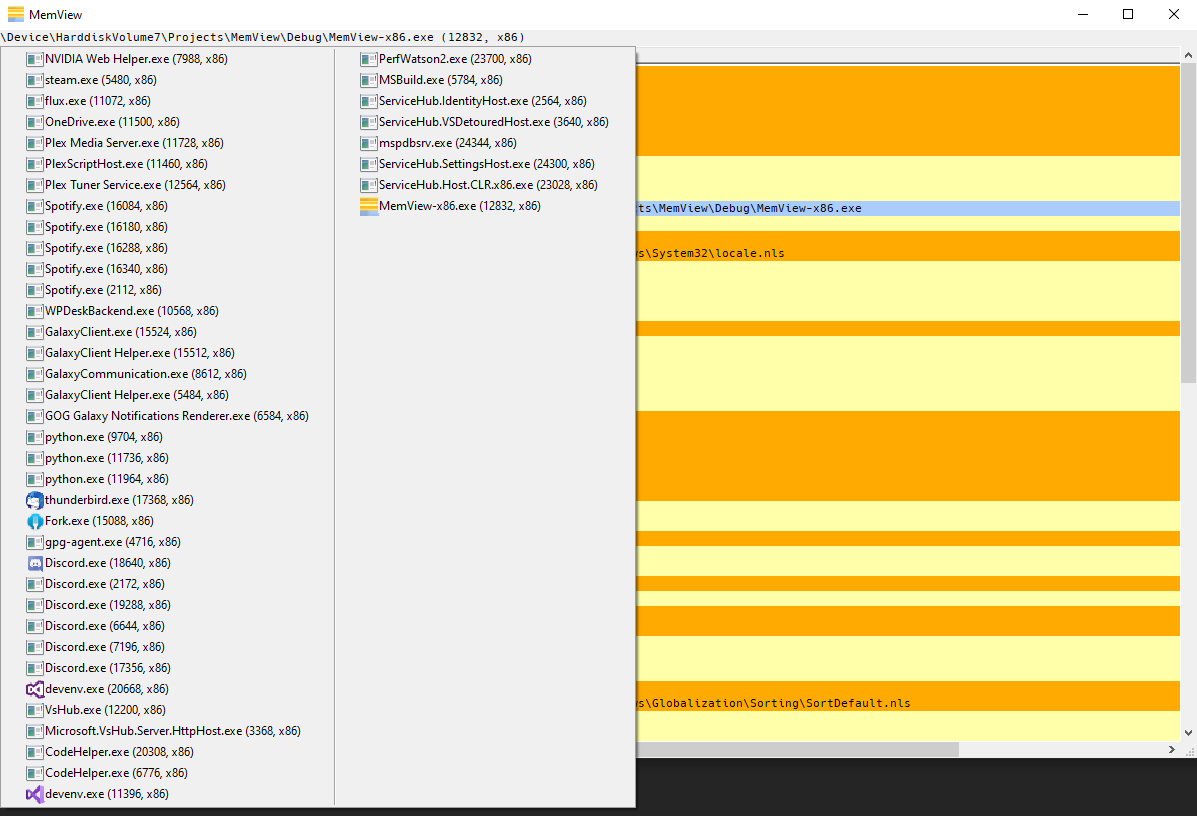 MemView
\Device\HarddiskVolume7\Projects\MemView\Debug\MemView-x86.exe (12832, x86)
NVIDIA Web Helper.exe (7988, x86)
steam.exe (5480, x86)
flux.exe (11072, x86)
OneDrive.exe (11500, x86)
Plex Media Server.exe (11728, x86)
PlexScriptHost.exe (11460, x86)
Plex Tuner Service.exe (12564, x86)
Spotify.exe (16084, x86)
Spotify.exe (16180, x86)
Spotify.exe (16288, x86)
Spotify.exe (16340, x86)
Spotify.exe (2112, x86)
WPDeskBackend.exe (10568, x86)
GalaxyClient.exe (15524, x86)
GalaxyClient Helper.exe (15512, x86)
GalaxyCommunication.exe (8612, x86)
GalaxyClient Helper.exe (5484, x86)
GOG Galaxy Notifications Renderer.exe (6584, x86)
python.exe (9704, x86)
python.exe (11736, x86)
python.exe (11964, x86)
thunderbird.exe (17368, x86)
Fork.exe (15088, x86)
gpg-agent.exe (4716, x86)
Discord.exe (18640, x86)
Discord.exe (2172, x86)
Discord.exe (19288, x86)
Discord.exe (6644, x86)
Discord.exe (7196, x86)
Discord.exe (17356, x86)
devenv.exe (20668, x86)
VsHub.exe (12200, x86)
Microsoft.VsHub.Server.HttpHost.exe (3368, x86)
CodeHelper.exe (20308, x86)
CodeHelper.exe (6776, x86)
devenv.exe (11396, x86)
PerfWatson2.exe (23700, x86)
MSBuild.exe (5784, x86)
ServiceHub.IdentityHost.exe (2564, x86)
ServiceHub.VSDetouredHost.exe (3640, x86)
mspdbsrv.exe (24344, x86)
ServiceHub.SettingsHost.exe (24300, x86)
ServiceHub.Host.CLR.x86.exe (23028, x86)
MemView-x86.exe (12832, x86)
ts\MemView\Debug\MemView-x86.exe
s\System32\locale.nls
s\Globalization\Sorting\SortDefault.nls